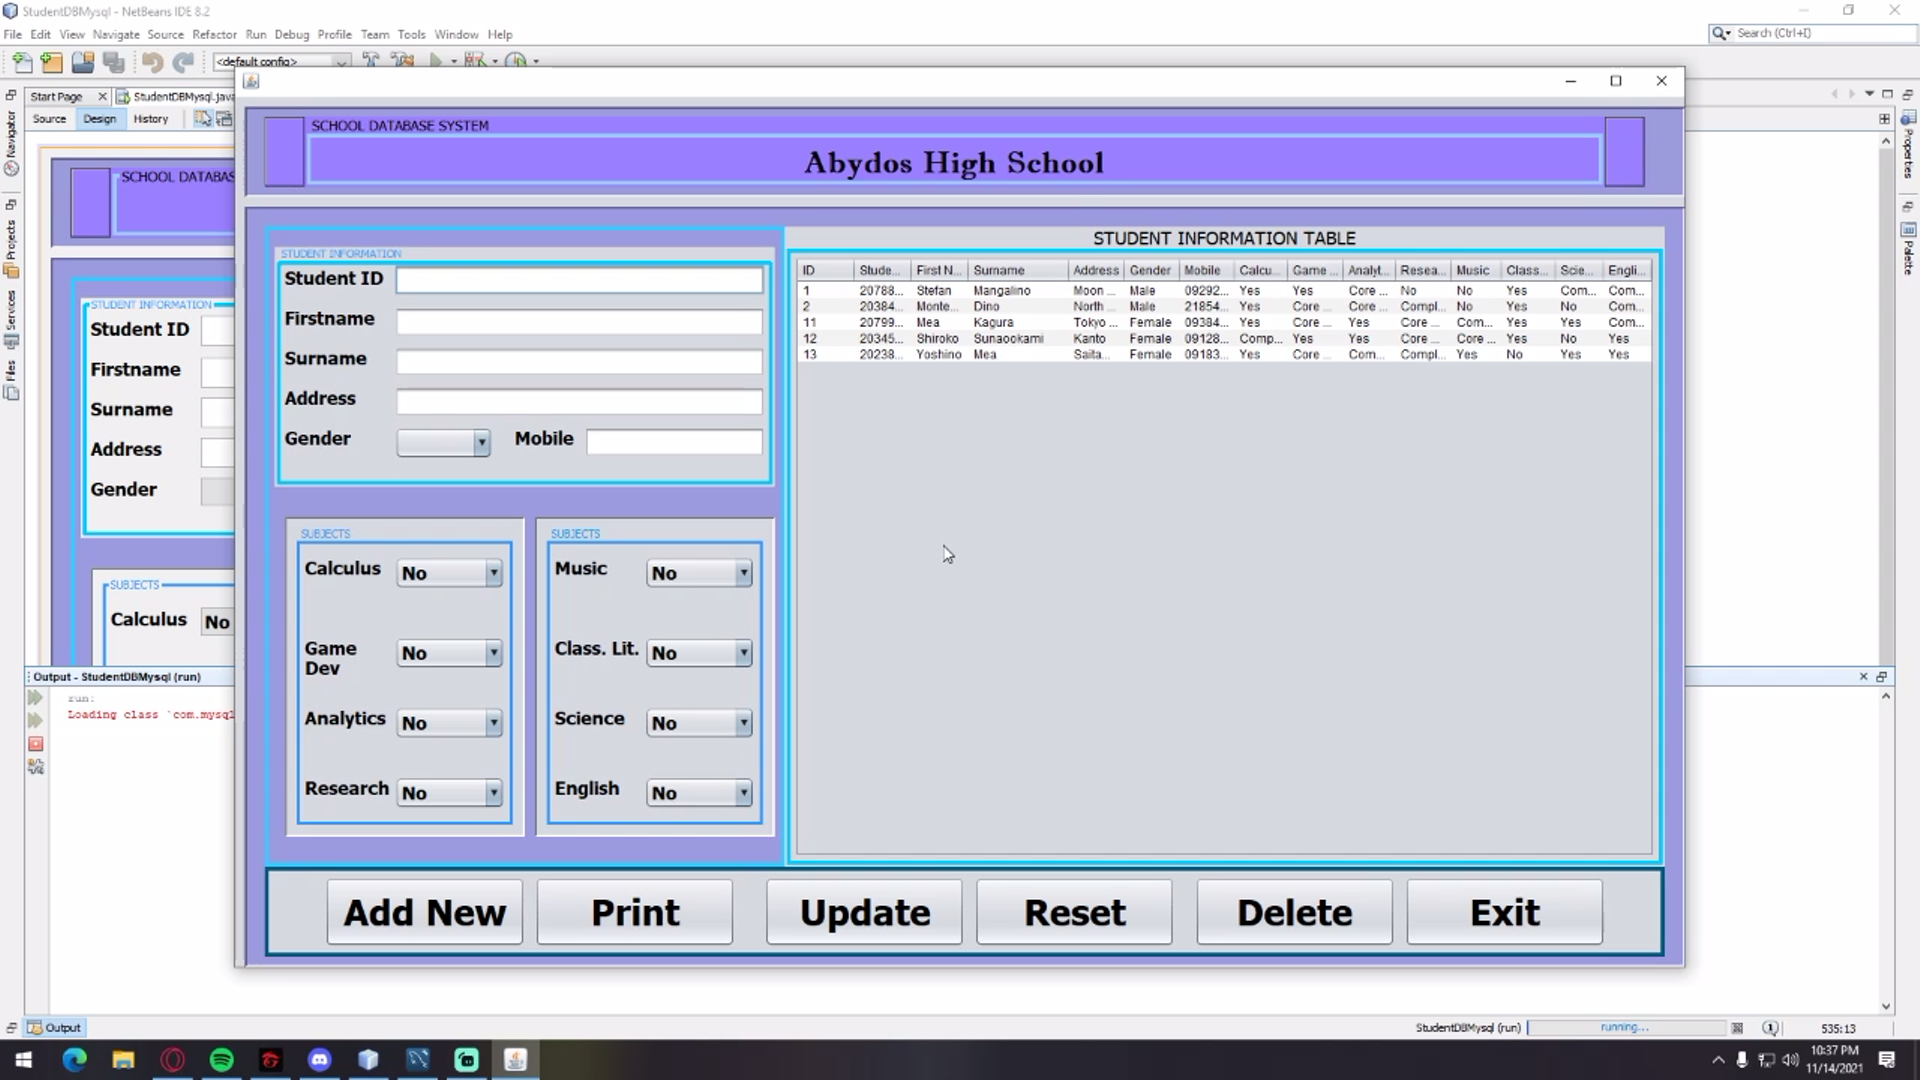 StudentDBMysql - NetBeans IDE 8.2
File Edit View Navigate Source Refactor Run Debug Profile Team Tools Window Help
Search (Ctrl+I)
<default config>
Start Page
StudentDBMysql.java
Source Design History
Navigator
Projects
Services
Files
Properties
Palette
SCHOOL DATABAS
STUDENT INFORMATION
Student ID
Firstname
Surname
Address
Gender
SUBJECTS
Calculus No
SCHOOL DATABASE SYSTEM
Abydos High School
STUDENT INFORMATION
Student ID
Firstname
Surname
Address
Gender Mobile
SUBJECTS
Calculus No
Game Dev No
Analytics No
Research No
SUBJECTS
Music No
Class. Lit. No
Science No
English No
STUDENT INFORMATION TABLE
ID Stude... First N... Surname Address Gender Mobile Calcu... Game ... Analyt... Resea... Music Class... Scie... Engli...
1 20788... Stefan Mangalino Moon ... Male 09292... Yes Yes Core ... No No Yes Com... Com...
2 20384... Monte... Dino North ... Male 21854... Yes Core ... Core ... Compl... No Yes No Com...
11 20799... Mea Kagura Tokyo ... Female 09384... Yes Core ... Yes Core ... Com... Yes Yes Com...
12 20345... Shiroko Sunaookami Kanto Female 09128... Comp... Yes Yes Core ... Core ... Yes No Yes
13 20238... Yoshino Mea Saita... Female 09183... Yes Core ... Com... Compl... Yes No Yes Yes
Add New Print Update Reset Delete Exit
Output - StudentDBMysql (run)
run:
Loading class `com.mysql
Output
StudentDBMysql (run) running... 535:13
10:37 PM
11/14/2021